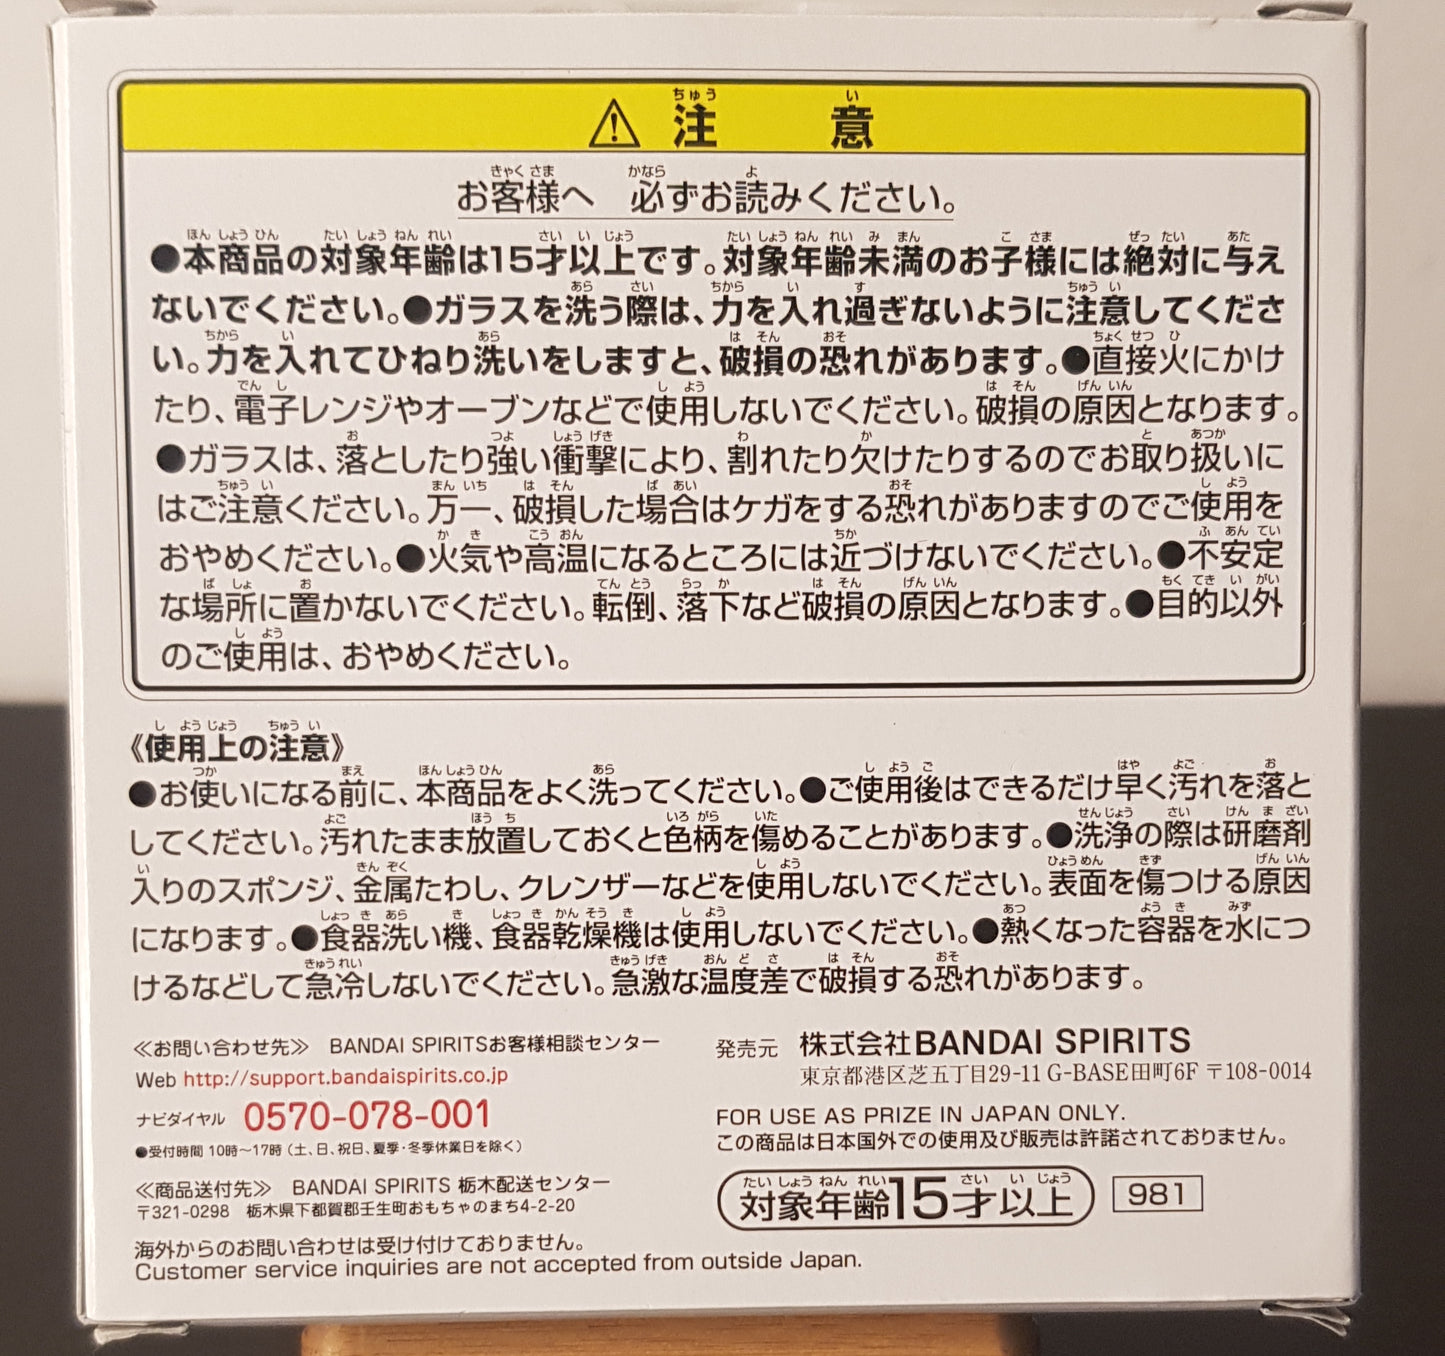 ⚠注意
お客様へ 必ずお読みください。
●本商品の対象年齢は15才以上です。対象年齢未満のお子様には絶対に与え
ないでください。●ガラスを洗う際は、力を入れ過ぎないように注意してくださ
い。力を入れてひねり洗いをしますと、破損の恐れがあります。●直接火にかけ
たり、電子レンジやオーブンなどで使用しないでください。破損の原因となります。
●ガラスは、落としたり強い衝撃により、割れたり欠けたりするのでお取り扱いに
はご注意ください。万一、破損した場合はケガをする恐れがありますのでご使用を
おやめください。●火気や高温になるところには近づけないでください。●不安定
な場所に置かないでください。転倒、落下など破損の原因となります。●目的以外
のご使用は、おやめください。
《使用上の注意》
●お使いになる前に、本商品をよく洗ってください。●ご使用後はできるだけ早く汚れを落と
してください。汚れたまま放置しておくと色柄を傷めることがあります。●洗浄の際は研磨剤
入りのスポンジ、金属たわし、クレンザーなどを使用しないでください。表面を傷つける原因
になります。●食器洗い機、食器乾燥機は使用しないでください。●熱くなった容器を水につ
けるなどして急冷しないでください。急激な温度差で破損する恐れがあります。
≪お問い合わせ先≫ BANDAI SPIRITSお客様相談センター
Web http://support.bandaispirits.co.jp
ナビダイヤル 0570-078-001
●受付時間 10時〜17時（土、日、祝日、夏季・冬季休業日を除く）
≪商品送付先≫ BANDAI SPIRITS 栃木配送センター
〒321-0298 栃木県下都賀郡壬生町おもちゃのまち4-2-20
海外からのお問い合わせは受け付けておりません。
Customer service inquiries are not accepted from outside Japan.
発売元 株式会社BANDAI SPIRITS
東京都港区芝五丁目29-11 G-BASE田町6F 〒108-0014
FOR USE AS PRIZE IN JAPAN ONLY.
この商品は日本国外での使用及び販売は許諾されておりません。
対象年齢15才以上
981